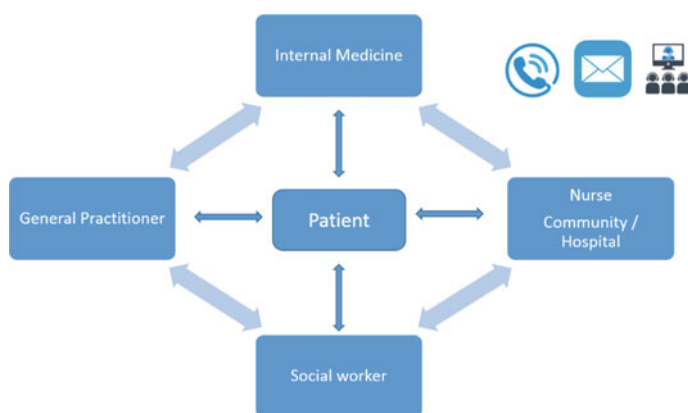 Internal Medicine
General Practitioner
Patient
Nurse
Community /
Hospital
Social worker